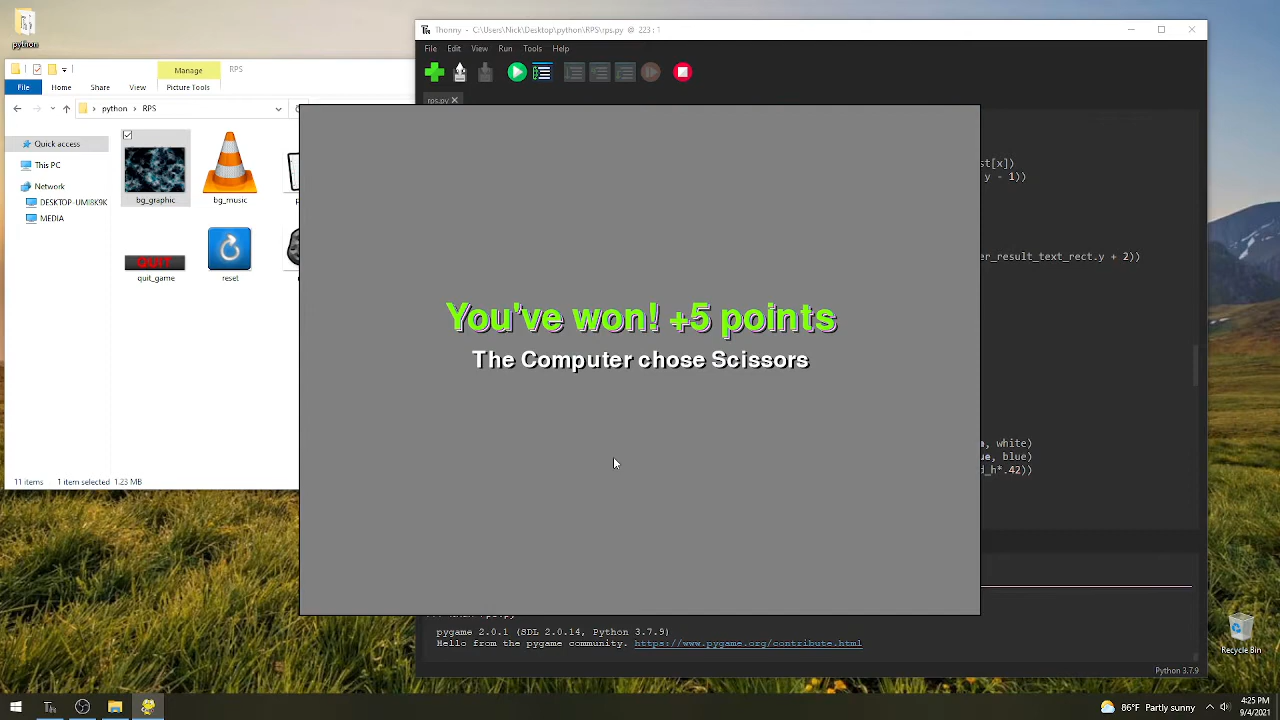 python
Manage
RPS
File
Home
Share
View
Picture Tools
python
RPS
Quick access
This PC
Network
DESKTOP-UMI8K9K
MEDIA
bg_graphic
bg_music
quit_game
QUIT
reset
11 items
1 item selected
1.23 MB
Thonny - C:\Users\Nick\Desktop\python\RPS\rps.py @ 223 : 1
File
Edit
View
Run
Tools
Help
rps.py
st[x])
y - 1))
er_result_text_rect.y + 2))
, white)
ue, blue)
d_h*.42))
You've won! +5 points
The Computer chose Scissors
pygame 2.0.1 (SDL 2.0.14, Python 3.7.9)
Hello from the pygame community. https://www.pygame.org/contribute.html
Python 3.7.9
Recycle Bin
86°F Partly sunny
4:25 PM
9/4/2021